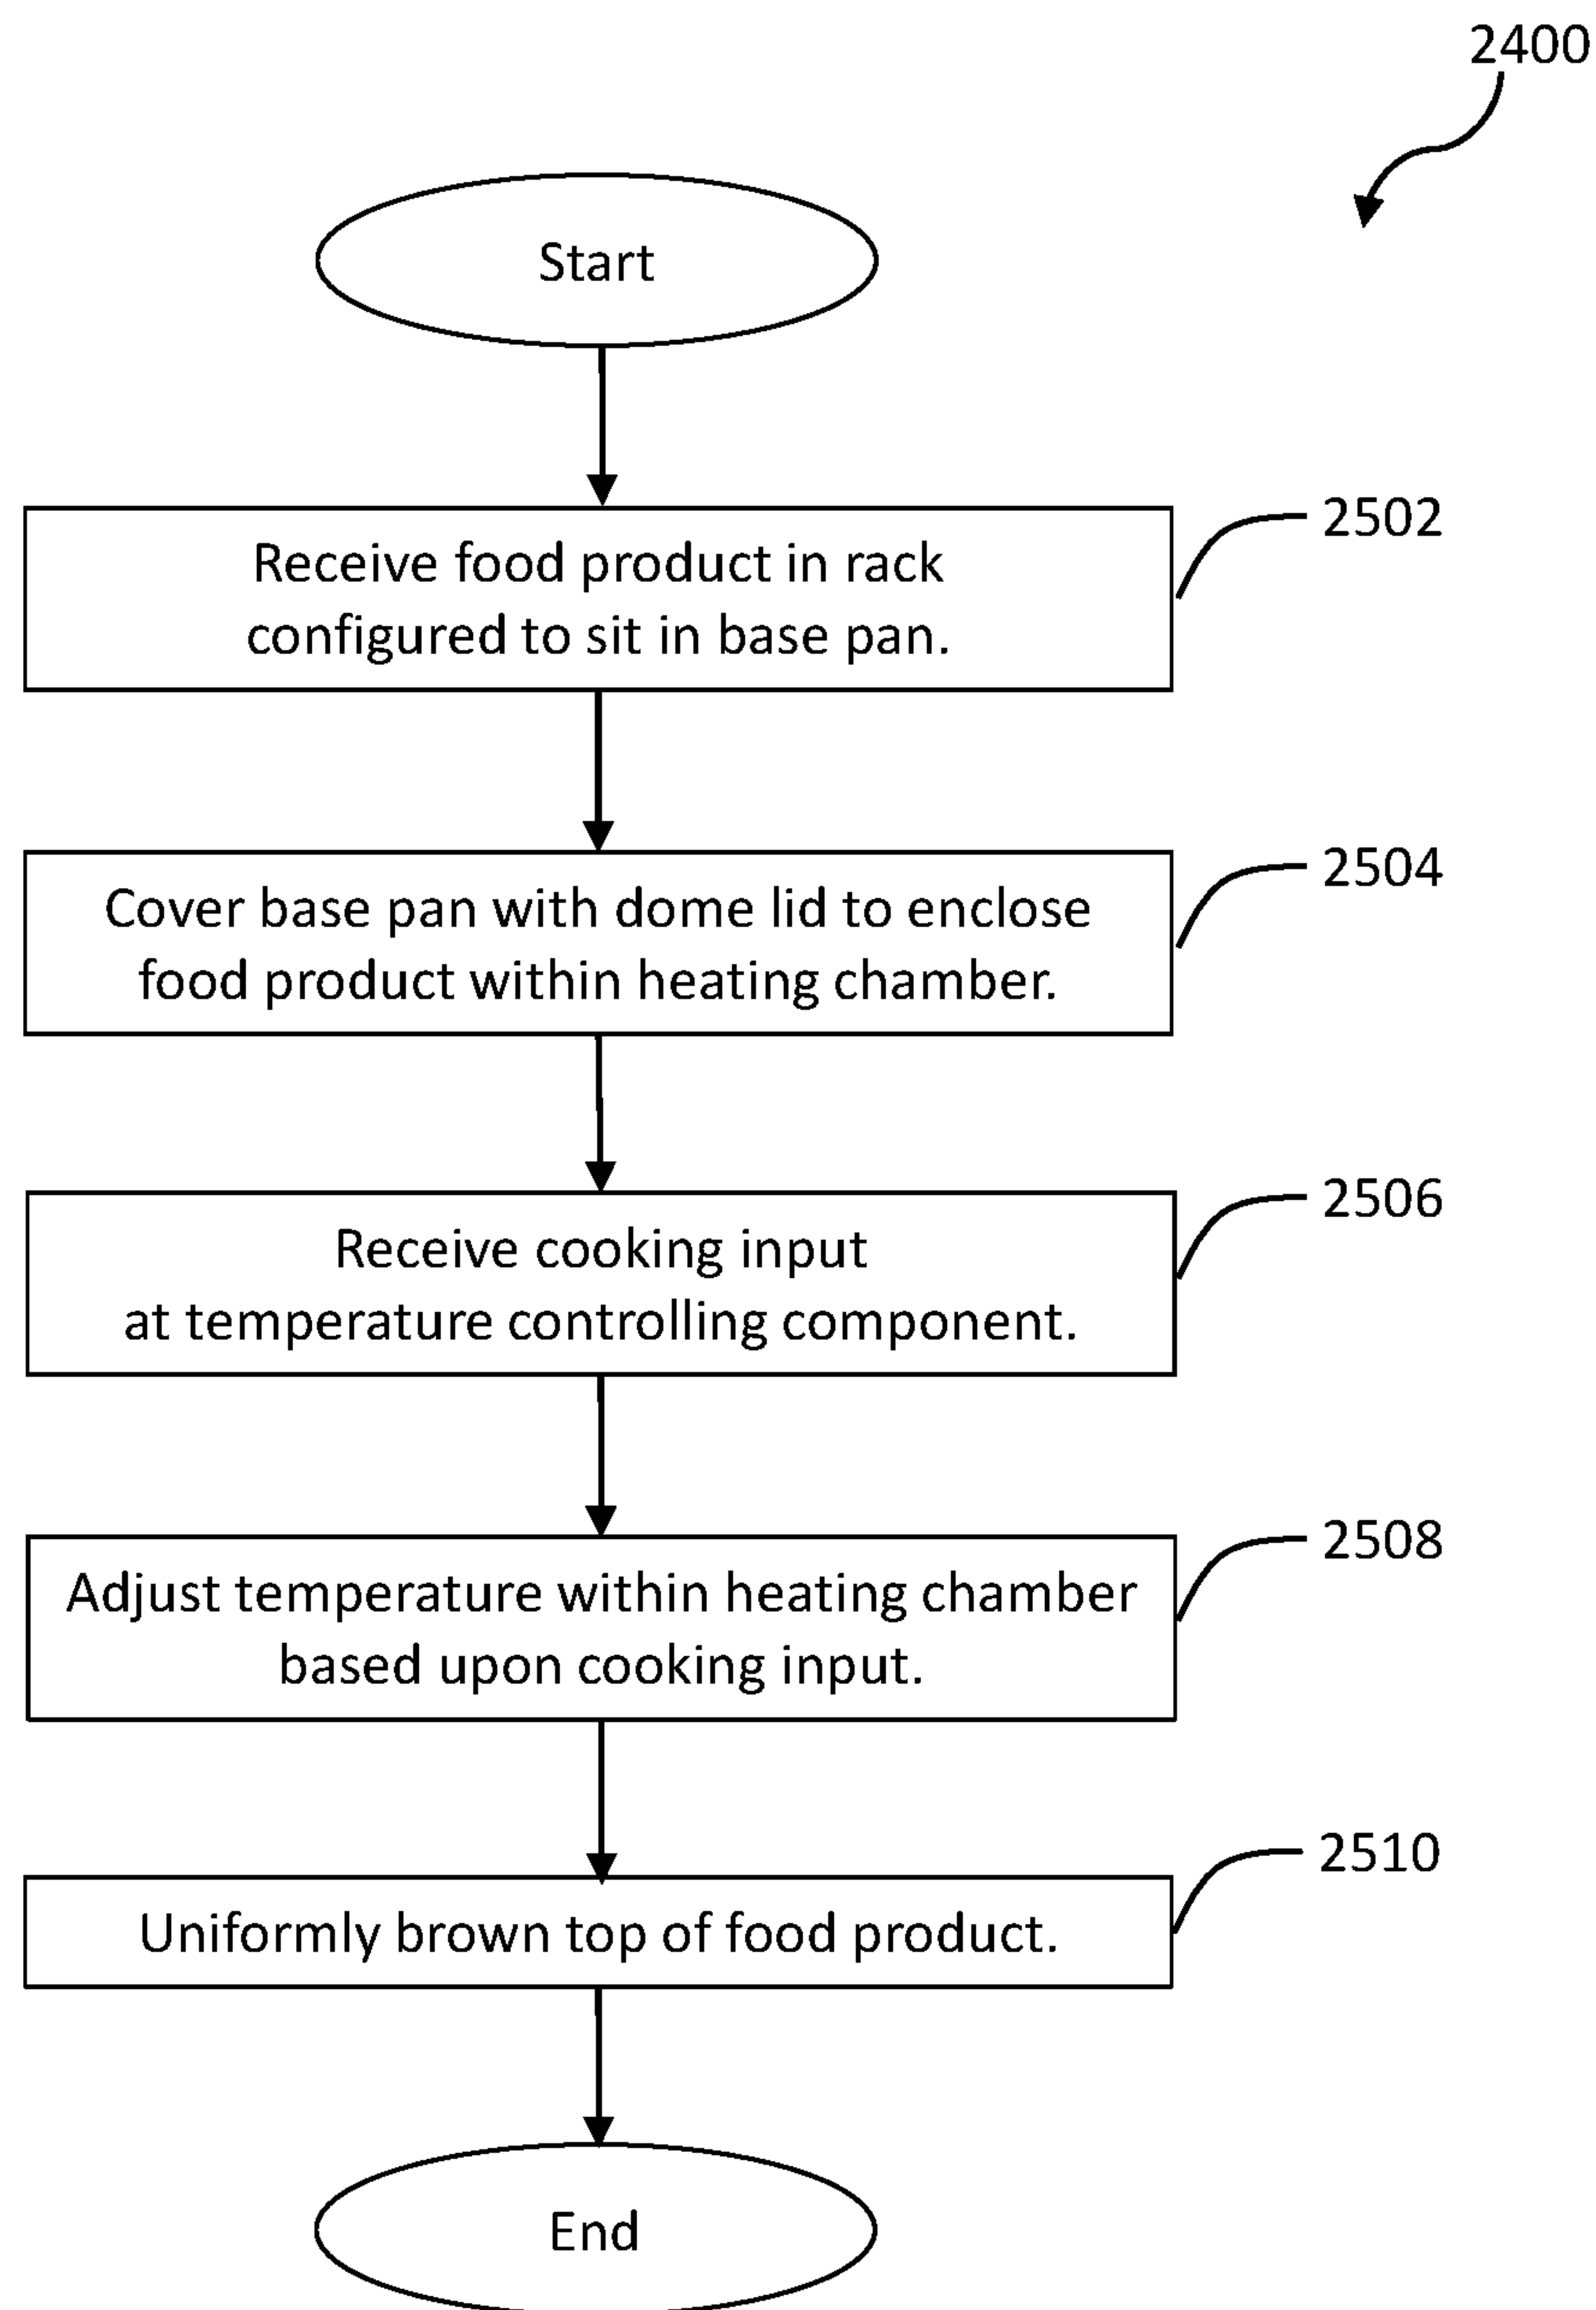 2400
Start
Receive food product in rack
configured to sit in base pan.
2502
Cover base pan with dome lid to enclose
food product within heating chamber.
2504
Receive cooking input
at temperature controlling component.
2506
Adjust temperature within heating chamber
based upon cooking input.
2508
Uniformly brown top of food product.
2510
End